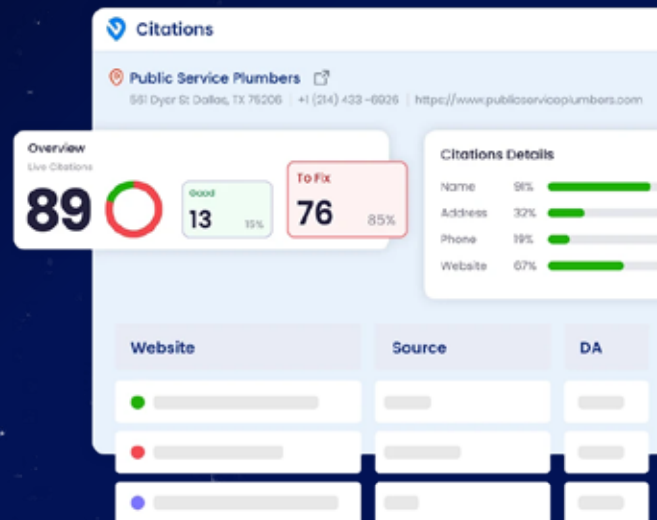 Citations
Public Service Plumbers
561 Dyer St Dallas, TX 75206 | +1 (214) 433-6926 | https://www.publicserviceplumbers.com
Overview
Live Citations
89
Good
13
15%
To Fix
76
85%
Citations Details
Name 91%
Address 32%
Phone 19%
Website 67%
Website Source DA